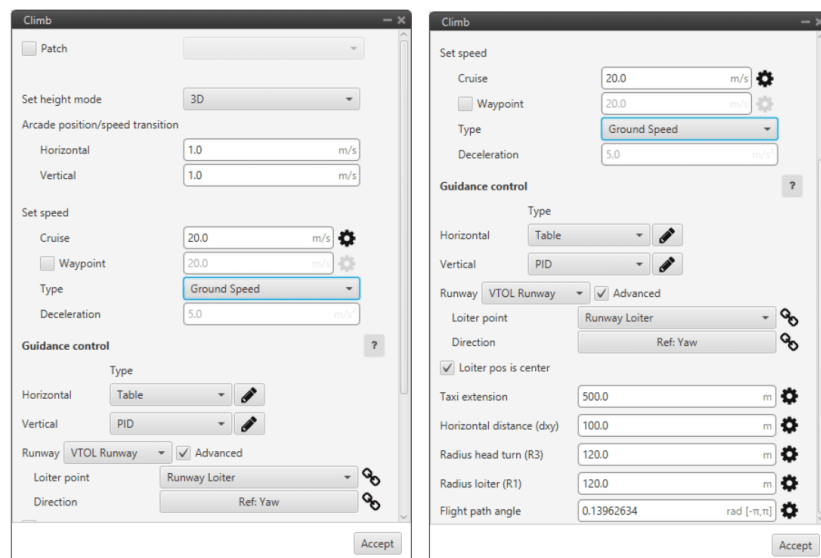 Climb
Patch
Set height mode 3D
Arcade position/speed transition
Horizontal 1.0 m/s
Vertical 1.0 m/s
Set speed
Cruise 20.0 m/s
Waypoint 20.0 m/s
Type Ground Speed
Deceleration 5.0 m/s²
Guidance control ?
Type
Horizontal Table
Vertical PID
Runway VTOL Runway Advanced
Loiter point Runway Loiter
Direction Ref: Yaw
Accept
Climb
Set speed
Cruise 20.0 m/s
Waypoint 20.0 m/s
Type Ground Speed
Deceleration 5.0 m/s²
Guidance control ?
Type
Horizontal Table
Vertical PID
Runway VTOL Runway Advanced
Loiter point Runway Loiter
Direction Ref: Yaw
Loiter pos is center
Taxi extension 500.0 m
Horizontal distance (dxy) 100.0 m
Radius head turn (R3) 120.0 m
Radius loiter (R1) 120.0 m
Flight path angle 0.13962634 rad [-π,π]
Accept